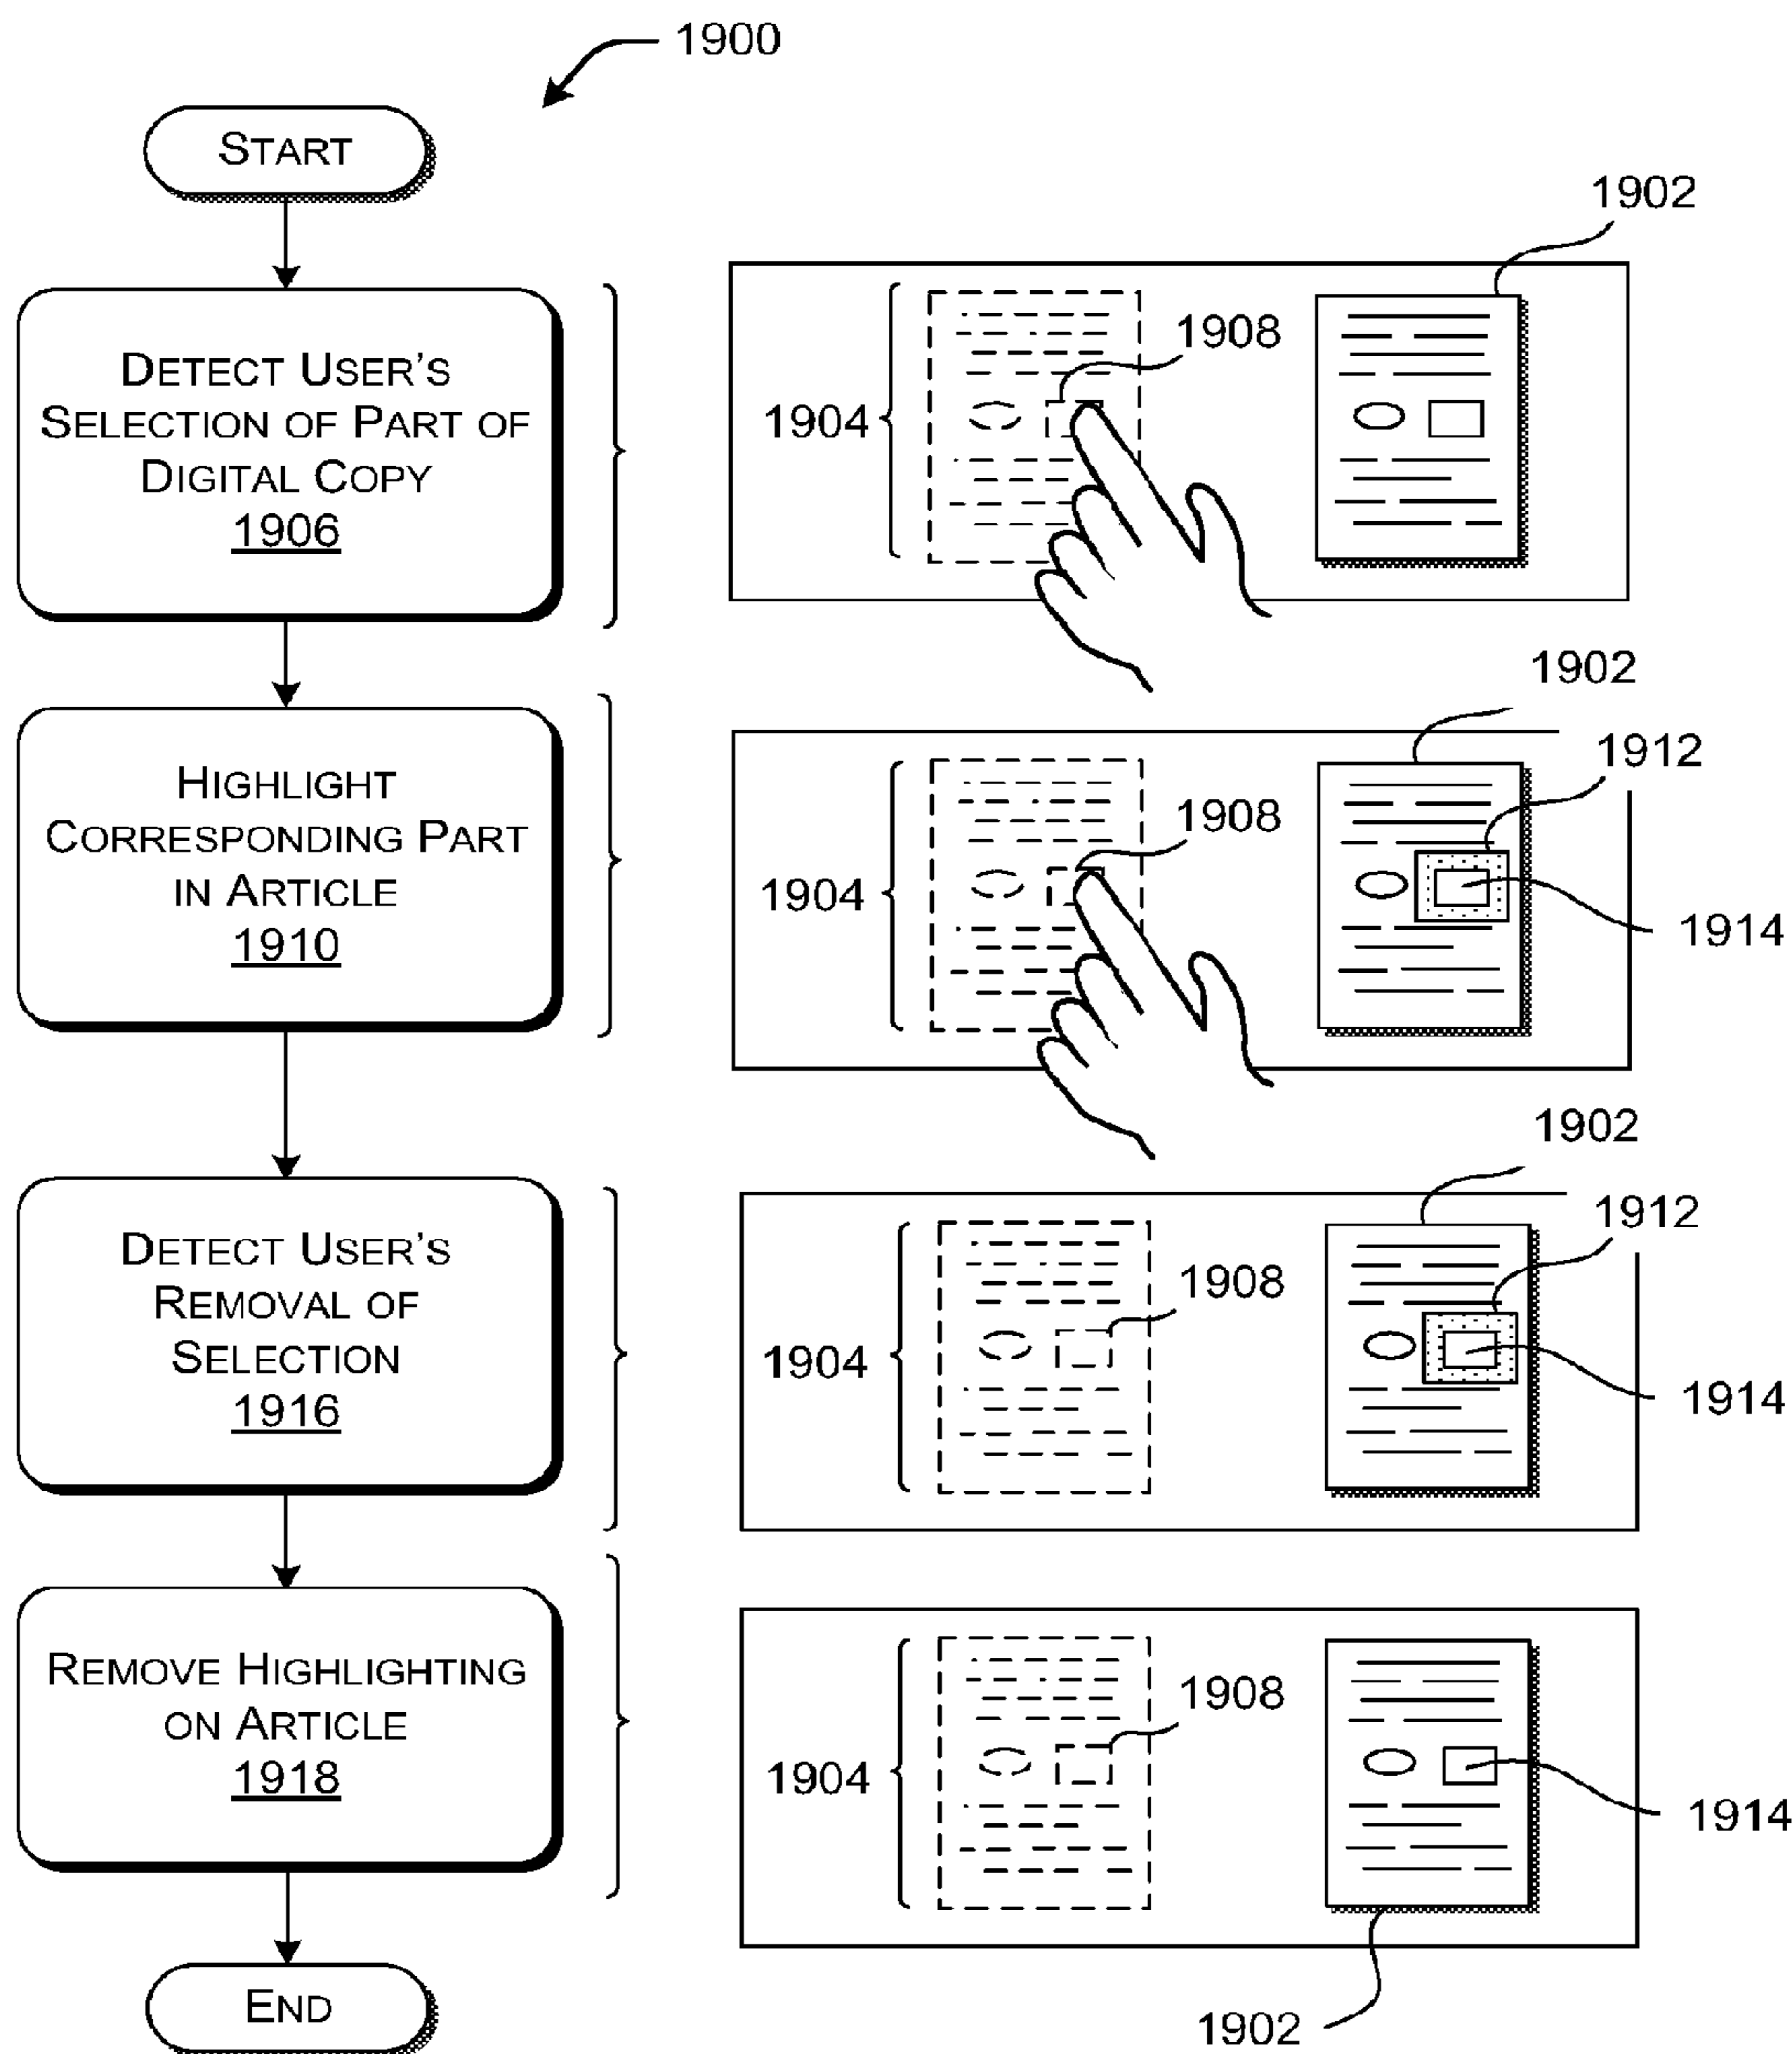 1900
START
DETECT USER'S
SELECTION OF PART OF
DIGITAL COPY
1906
1902
1904
1908
HIGHLIGHT
CORRESPONDING PART
IN ARTICLE
1910
1902
1912
1908
1904
1914
DETECT USER'S
REMOVAL OF
SELECTION
1916
1902
1912
1908
1904
1914
REMOVE HIGHLIGHTING
ON ARTICLE
1918
1908
1904
1914
1902
END